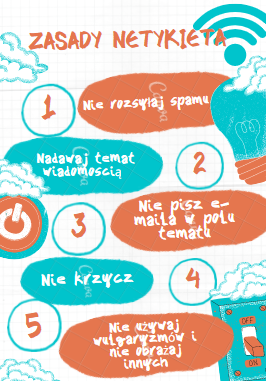 ZASADY NETYKIETA
1
Nie rozsyłaj spamu
Nadawaj temat
wiadomością
2
Nie pisz e-
maila w polu
tematu
3
Nie krzycz
4
5
Nie używaj
wulgaryzmów i
nie obrażaj
innych
OFF
ON